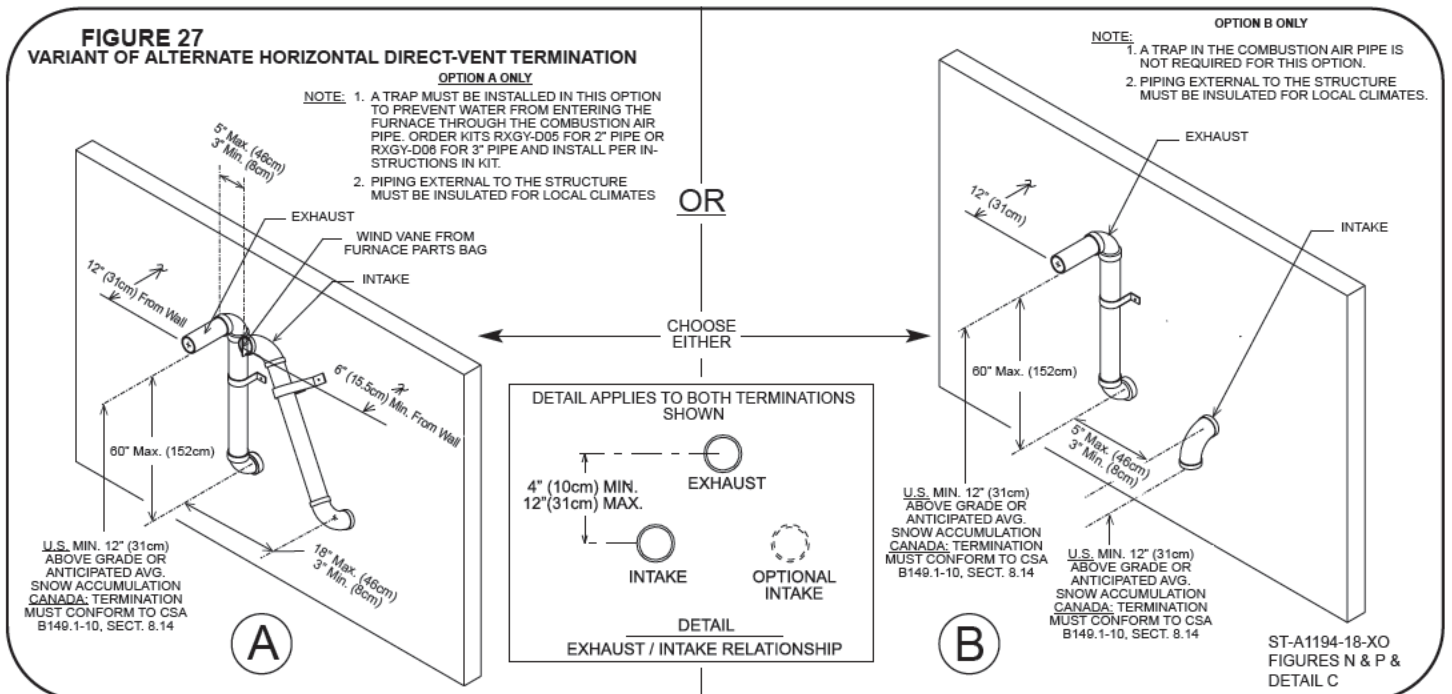 FIGURE 27
VARIANT OF ALTERNATE HORIZONTAL DIRECT-VENT TERMINATION
OPTION A ONLY
NOTE: 1. A TRAP MUST BE INSTALLED IN THIS OPTION
TO PREVENT WATER FROM ENTERING THE
FURNACE THROUGH THE COMBUSTION AIR
PIPE. ORDER KITS RXGY-D05 FOR 2" PIPE OR
RXGY-D06 FOR 3" PIPE AND INSTALL PER IN-
STRUCTIONS IN KIT.
2. PIPING EXTERNAL TO THE STRUCTURE
MUST BE INSULATED FOR LOCAL CLIMATES
5" Max. (46cm)
3" Min. (8cm)
EXHAUST
WIND VANE FROM
FURNACE PARTS BAG
INTAKE
12" (31cm) From Wall
6" (15.5cm) Min. From Wall
60" Max. (152cm)
18" Max. (46cm)
3" Min. (8cm)
U.S. MIN. 12" (31cm)
ABOVE GRADE OR
ANTICIPATED AVG.
SNOW ACCUMULATION
CANADA: TERMINATION
MUST CONFORM TO CSA
B149.1-10, SECT. 8.14
A
OR
CHOOSE
EITHER
DETAIL APPLIES TO BOTH TERMINATIONS
SHOWN
EXHAUST
4" (10cm) MIN.
12"(31cm) MAX.
INTAKE
OPTIONAL
INTAKE
DETAIL
EXHAUST / INTAKE RELATIONSHIP
OPTION B ONLY
NOTE:
1. A TRAP IN THE COMBUSTION AIR PIPE IS
NOT REQUIRED FOR THIS OPTION.
2. PIPING EXTERNAL TO THE STRUCTURE
MUST BE INSULATED FOR LOCAL CLIMATES.
EXHAUST
12" (31cm)
INTAKE
60" Max. (152cm)
5" Max. (46cm)
3" Min. (8cm)
U.S. MIN. 12" (31cm)
ABOVE GRADE OR
ANTICIPATED AVG.
SNOW ACCUMULATION
CANADA: TERMINATION
MUST CONFORM TO CSA
B149.1-10, SECT. 8.14
U.S. MIN. 12" (31cm)
ABOVE GRADE OR
ANTICIPATED AVG.
SNOW ACCUMULATION
CANADA: TERMINATION
MUST CONFORM TO CSA
B149.1-10, SECT. 8.14
B
ST-A1194-18-XO
FIGURES N & P &
DETAIL C